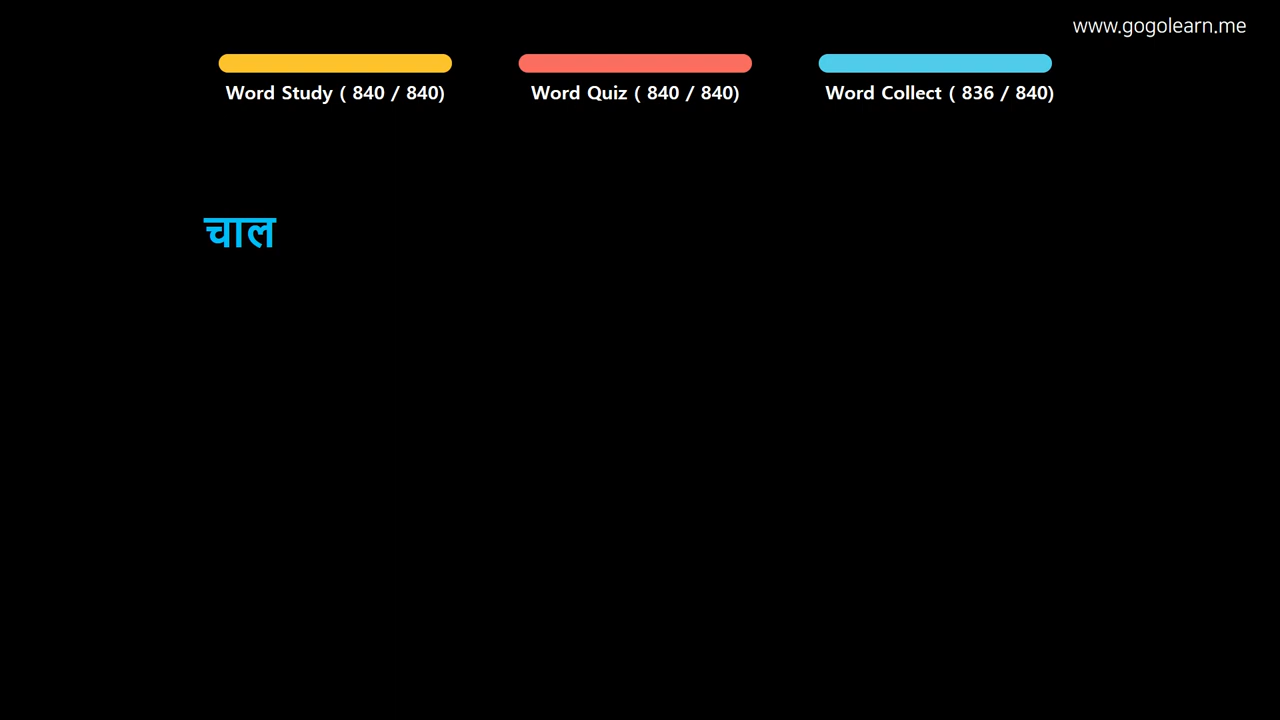 www.gogolearn.me
Word Study ( 840 / 840)
Word Quiz ( 840 / 840)
Word Collect ( 836 / 840)
चाल